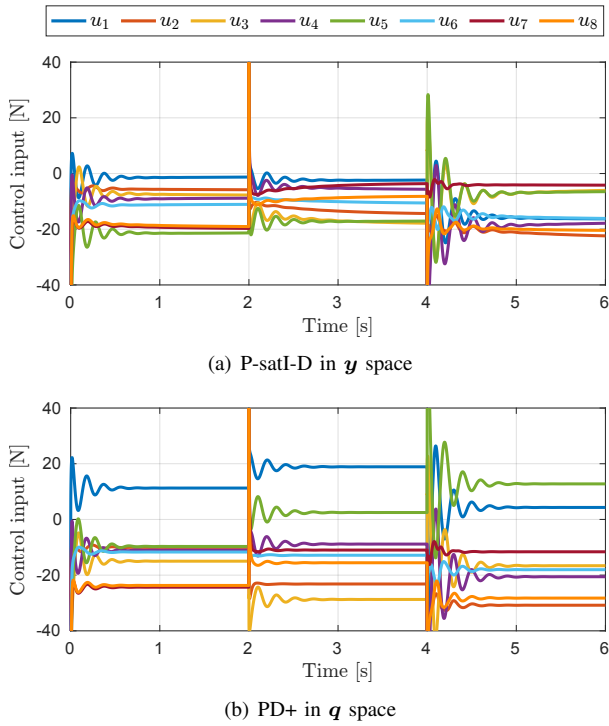 u1 u2 u3 u4 u5 u6 u7 u8
40
20
0
-20
-40
Control input [N]
0 1 2 3 4 5 6
Time [s]
(a) P-satI-D in y space
40
20
0
-20
-40
Control input [N]
0 1 2 3 4 5 6
Time [s]
(b) PD+ in q space